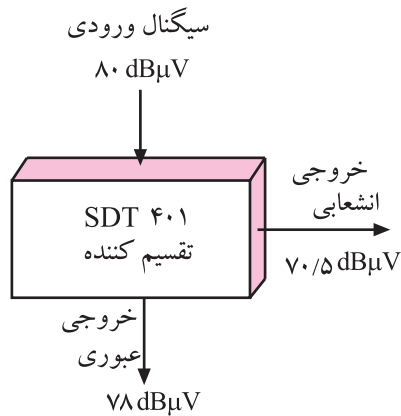 سیگنال ورودی
۸۰ dBμV
SDT ۴۰۱
تقسیم کننده
خروجی
انشعابی
۷۰/۵ dBμV
خروجی
عبوری
۷۸ dBμV